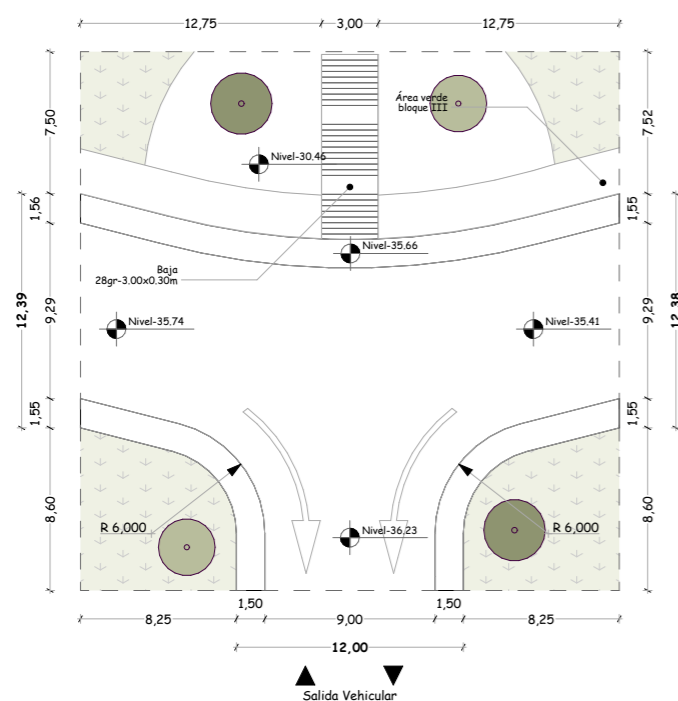 12,75
3,00
12,75
7,50
7,52
Área verde
bloque III
Nivel-30.46
1,56
1,55
Nivel-35.66
Baja
28gr-3.00x0.30m
12,39
9,29
Nivel-35.74
Nivel-35.41
9,29
12,38
1,55
1,55
8,60
8,60
R 6,000
R 6,000
Nivel-36.23
1,50
1,50
8,25
9,00
8,25
12,00
Salida Vehicular